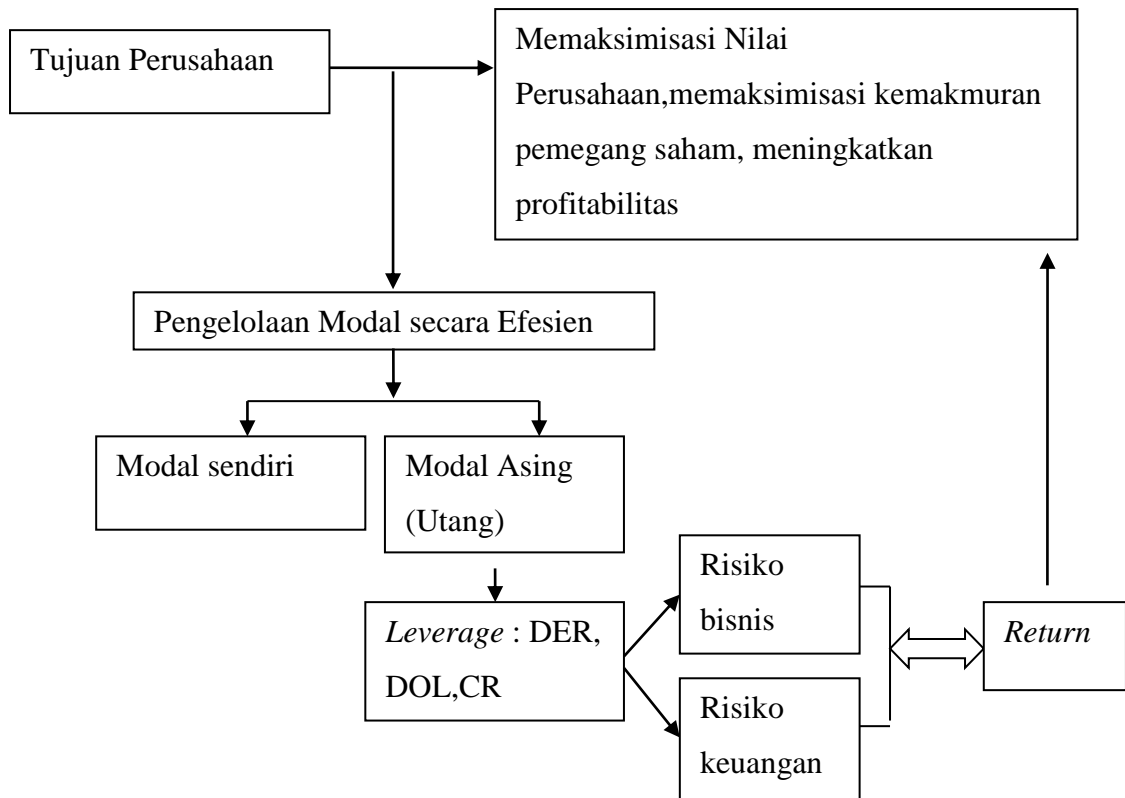 Tujuan Perusahaan
Memaksimisasi Nilai
Perusahaan,memaksimisasi kemakmuran
pemegang saham, meningkatkan
profitabilitas
Pengelolaan Modal secara Efesien
Modal sendiri
Modal Asing
(Utang)
Leverage : DER,
DOL,CR
Risiko
bisnis
Risiko
keuangan
Return